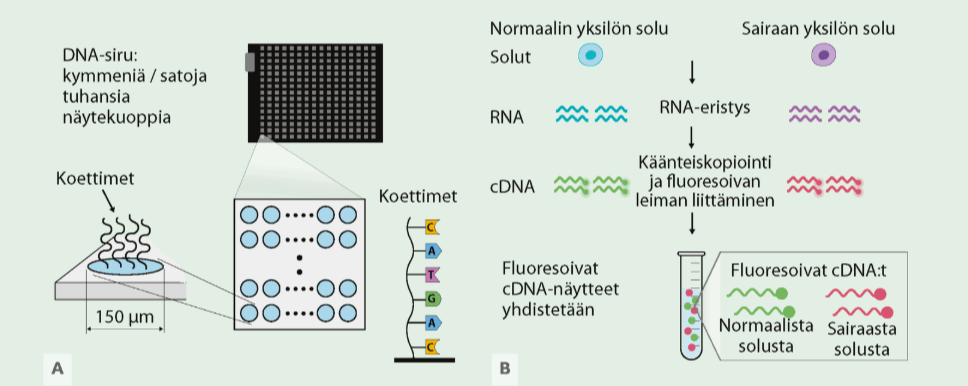 DNA-siru:
kymmeniä / satoja
tuhansia
näytekuoppia
Koettimet
150 µm
Koettimet
C
A
T
G
A
C
A
Normaalin yksilön solu
Sairaan yksilön solu
Solut
RNA
RNA-eristys
cDNA
Käänteiskopiointi
ja fluoresoivan
leiman liittäminen
Fluoresoivat
cDNA-näytteet
yhdistetään
Fluoresoivat cDNA:t
Normaalista
solusta
Sairaasta
solusta
B